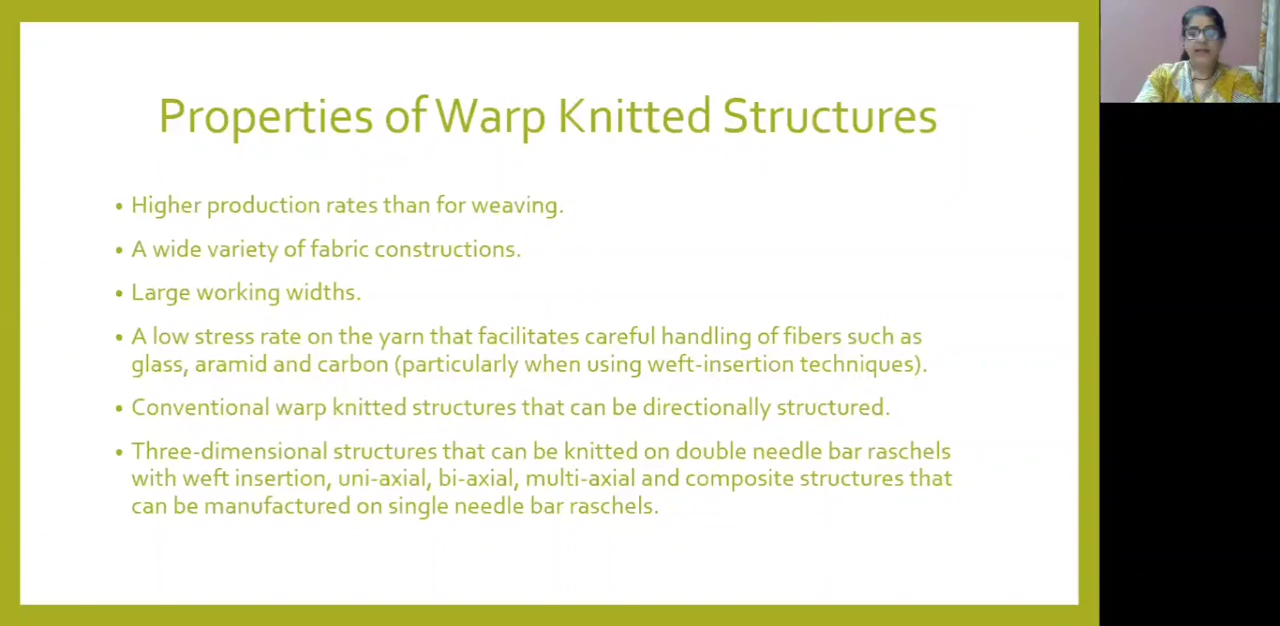 Properties of Warp Knitted Structures
• Higher production rates than for weaving.
• A wide variety of fabric constructions.
• Large working widths.
• A low stress rate on the yarn that facilitates careful handling of fibers such as
glass, aramid and carbon (particularly when using weft-insertion techniques).
• Conventional warp knitted structures that can be directionally structured.
• Three-dimensional structures that can be knitted on double needle bar raschels
with weft insertion, uni-axial, bi-axial, multi-axial and composite structures that
can be manufactured on single needle bar raschels.